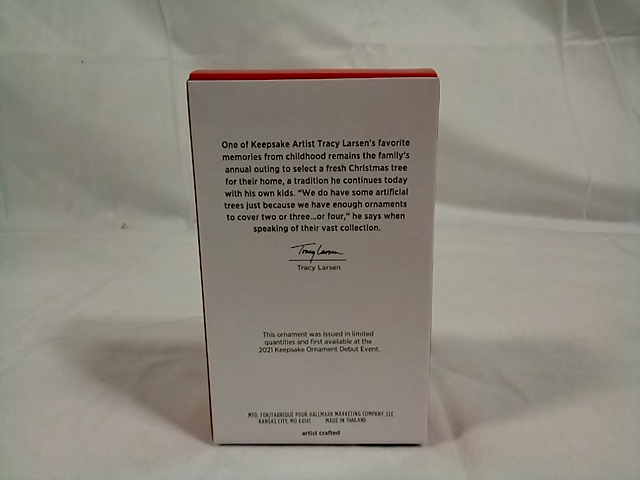 One of Keepsake Artist Tracy Larsen's favorite
memories from childhood remains the family's
annual outing to select a fresh Christmas tree
for their home, a tradition he continues today
with his own kids. "We do have some artificial
trees just because we have enough ornaments
to cover two or three...or four," he says when
speaking of their vast collection.
Tracy Larsen
Tracy Larsen
This ornament was issued in limited
quantities and first available at the
2021 Keepsake Ornament Debut Event.
MFD. FOR/FABRIQUÉ POUR HALLMARK MARKETING COMPANY, LLC
KANSAS CITY, MO 64141 MADE IN THAILAND
artist crafted